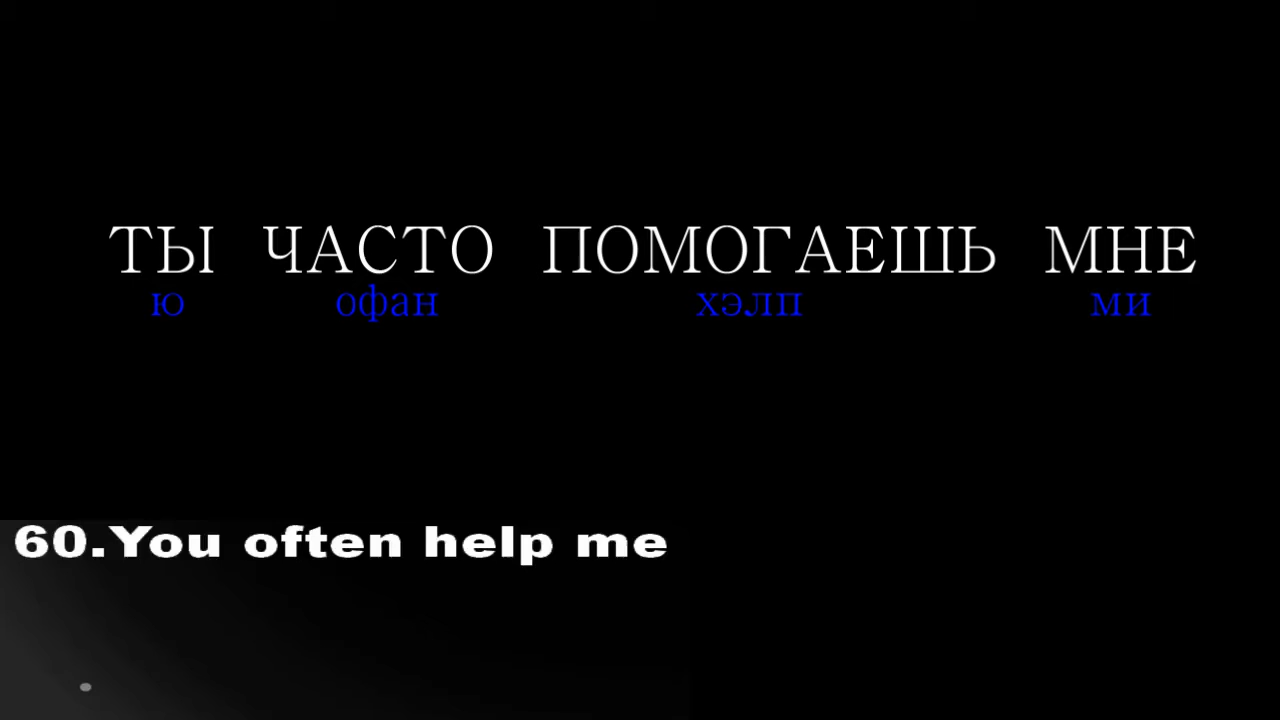 ТЫ ЧАСТО ПОМОГАЕШЬ МНЕ
ю офан хэлп ми
60.You often help me